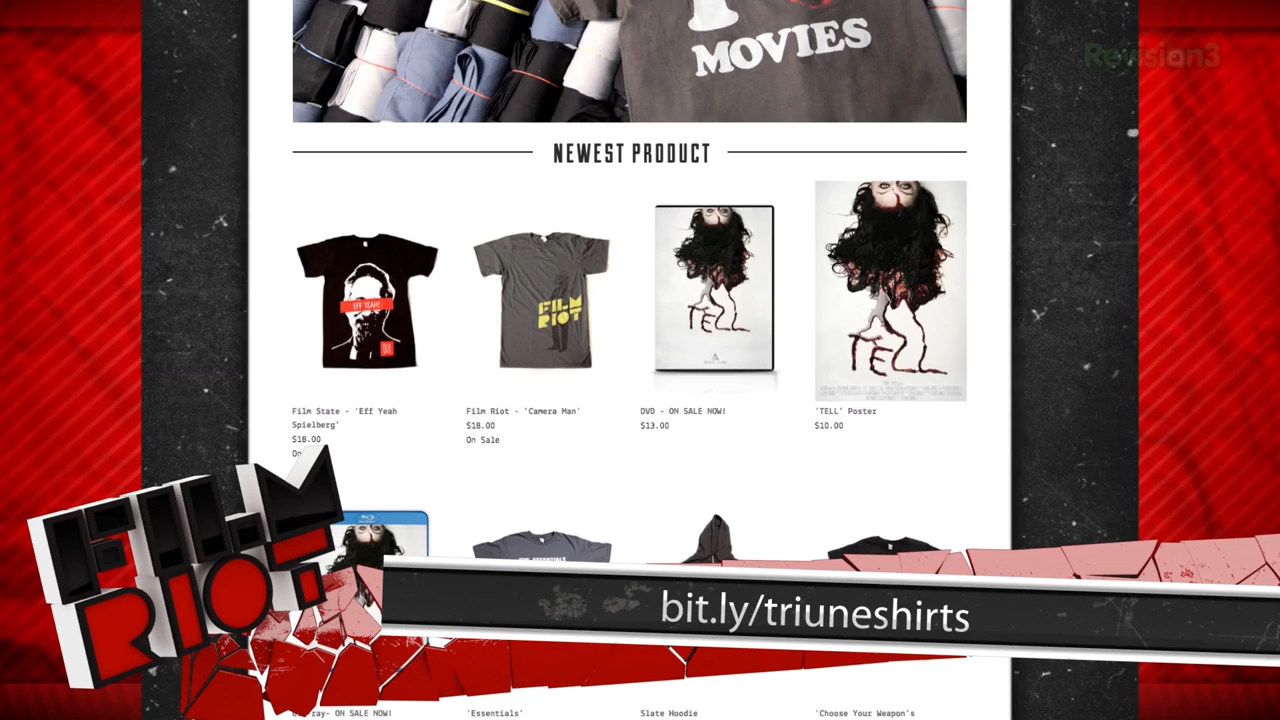 MOVIES
Revision3
NEWEST PRODUCT
EFF YEAH!
FILM
RIOT
TELL
TELL
Film State - 'Eff Yeah
Spielberg'
$18.00
On
Film Riot - 'Camera Man'
$18.00
On Sale
DVD - ON SALE NOW!
$13.00
'TELL' Poster
$10.00
FILM
RIOT
bit.ly/triuneshirts
ray- ON SALE NOW!
'Essentials'
Slate Hoodie
'Choose Your Weapon's